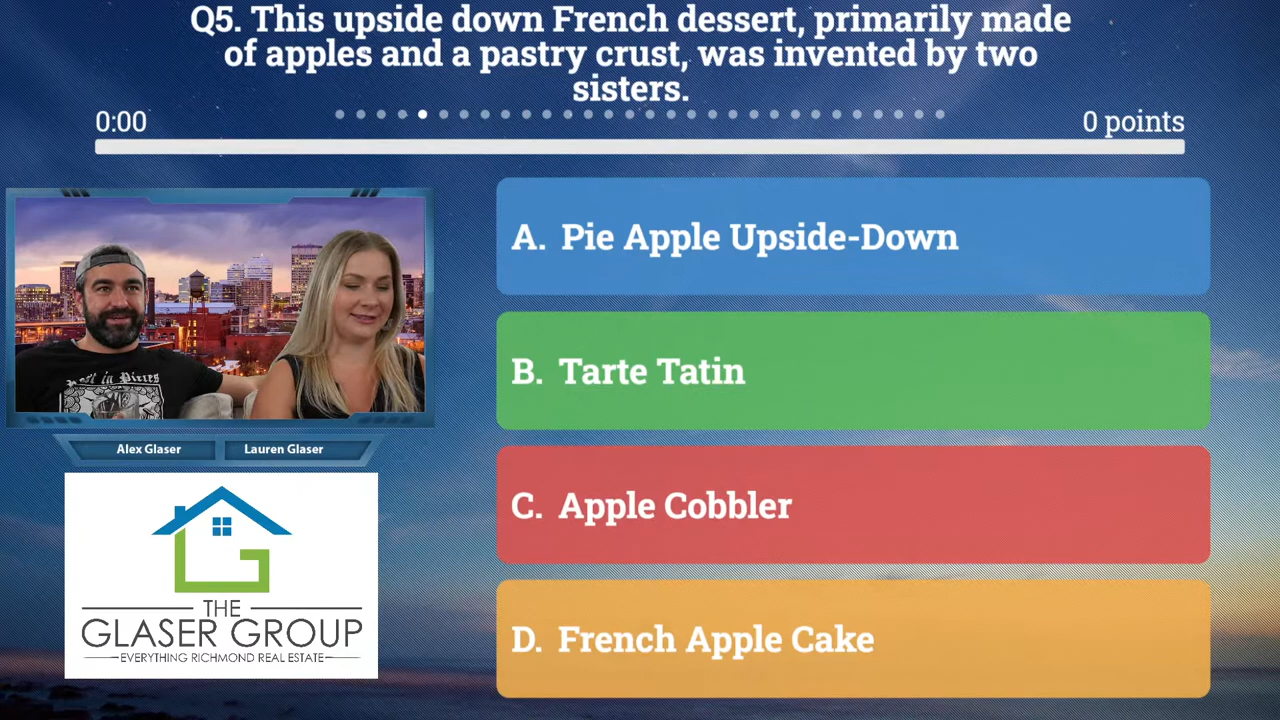 Q5. This upside down French dessert, primarily made
of apples and a pastry crust, was invented by two
sisters.
0:00
0 points
A. Pie Apple Upside-Down
B. Tarte Tatin
C. Apple Cobbler
D. French Apple Cake
Alex Glaser
Lauren Glaser
THE
GLASER GROUP
EVERYTHING RICHMOND REAL ESTATE